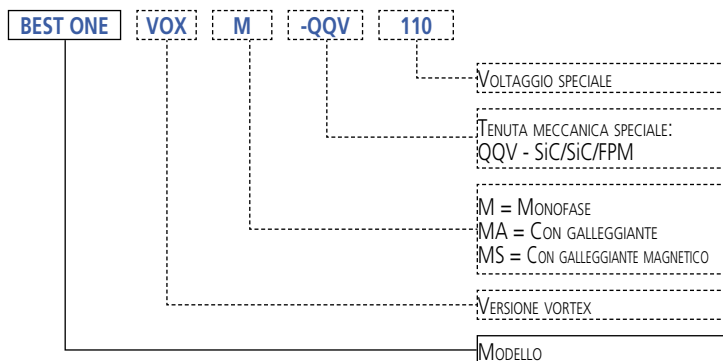 BEST ONE VOX M -QQV 110
VOLTAGGIO SPECIALE
TENUTA MECCANICA SPECIALE:
QQV - SiC/SiC/FPM
M = MONOFASE
MA = CON GALLEGGIANTE
MS = CON GALLEGGIANTE MAGNETICO
VERSIONE VORTEX
MODELLO